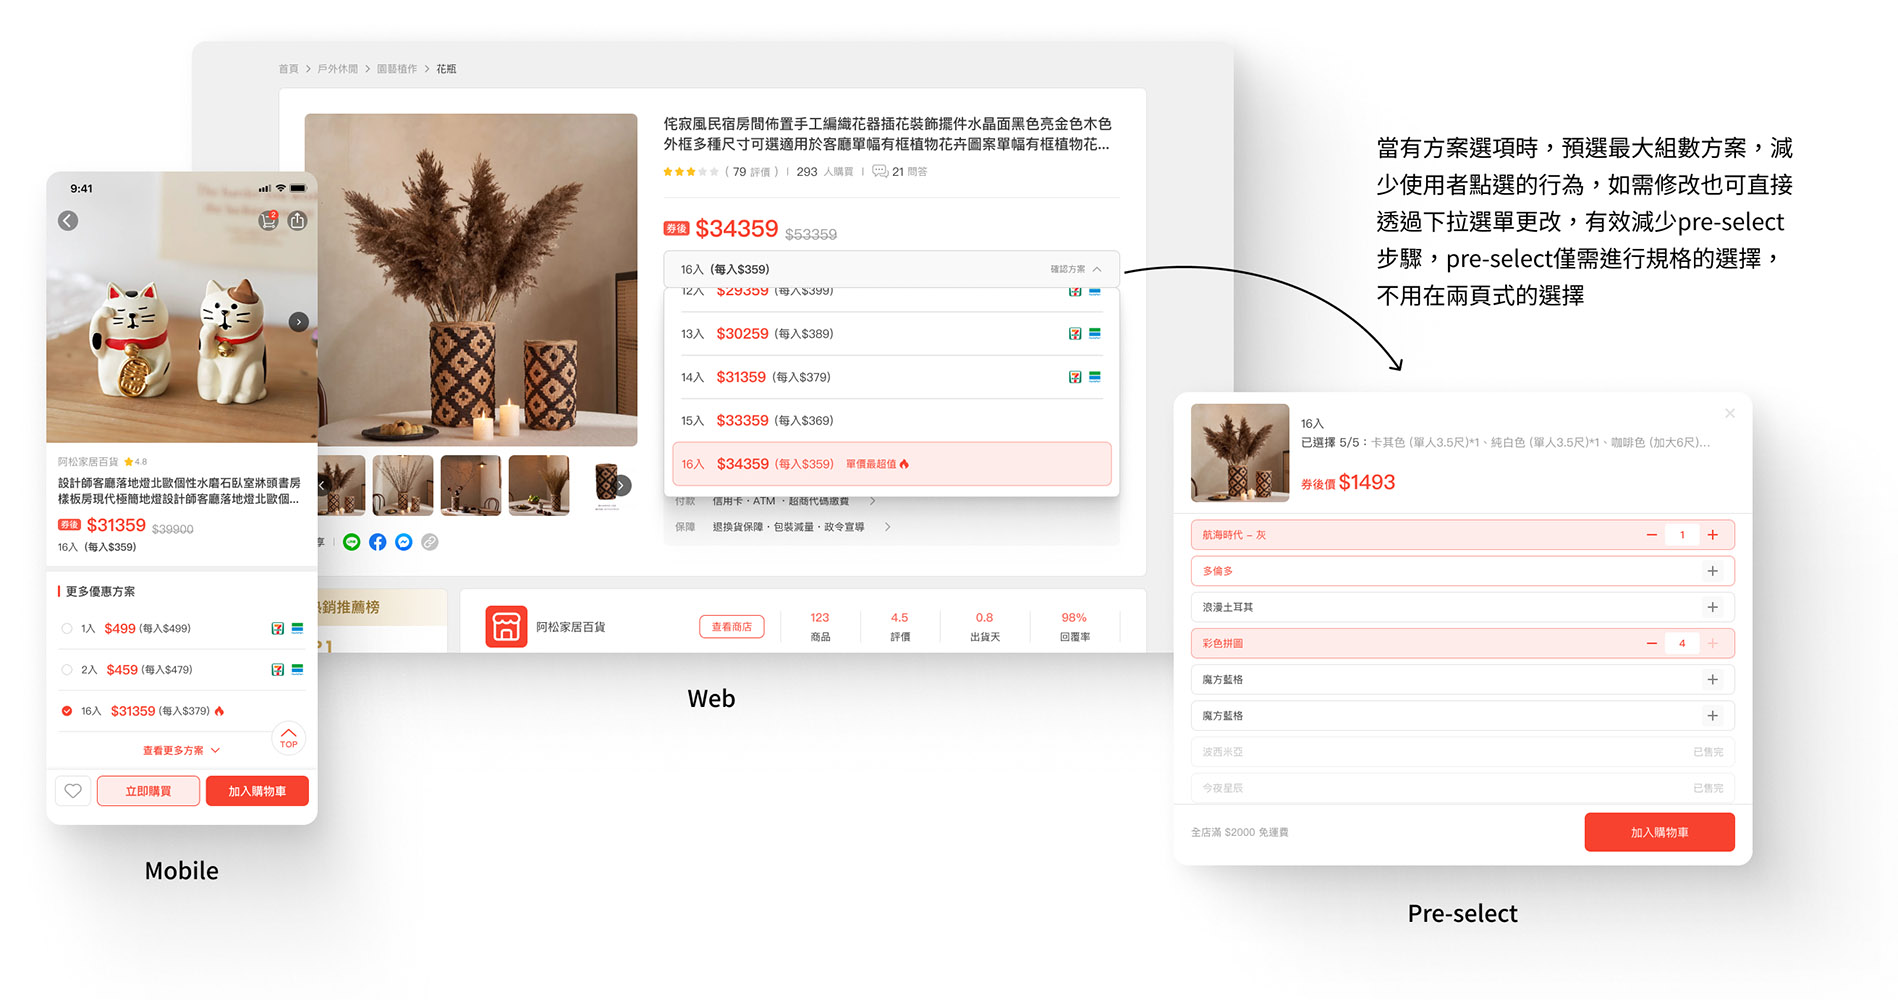 首頁 > 戶外休閒 > 園藝植作 > 花瓶
侘寂風民宿房間佈置手工編織花器插花裝飾擺件水晶面黑色亮金色木色
外框多種尺寸可選適用於客廳單幅有框植物花卉圖案單幅有框植物花...
( 79 評價 ) | 293 人購買 | 21 問答
券後 $34359 $53359
16入 (每入$359) 確認方案
12入 $29359 (每入$399)
13入 $30259 (每入$389)
14入 $31359 (每入$379)
15入 $33359 (每入$369)
16入 $34359 (每入$359) 單價最超值
付款 信用卡・ATM ・超商代碼繳費
保障 退換貨保障・包裝減量・政令宣導
享
熱銷推薦榜
阿松家居百貨
查看商店
123
商品
4.5
評價
0.8
出貨天
98%
回覆率
Web
9:41
2
阿松家居百貨 4.8
設計師客廳落地燈北歐個性水磨石臥室牀頭書房
樣板房現代極簡地燈設計師客廳落地燈北歐個...
券後 $31359 $39900
16入 (每入$359)
更多優惠方案
1入 $499 (每入$499)
2入 $459 (每入$479)
16入 $31359 (每入$379)
查看更多方案
TOP
立即購買
加入購物車
Mobile
當有方案選項時，預選最大組數方案，減
少使用者點選的行為，如需修改也可直接
透過下拉選單更改，有效減少pre-select
步驟，pre-select僅需進行規格的選擇，
不用在兩頁式的選擇
16入
已選擇 5/5：卡其色 (單人3.5尺)*1、純白色 (單人3.5尺)*1、咖啡色 (加大6尺)...
券後價 $1493
航海時代 – 灰 1
多倫多
浪漫土耳其
彩色拼圖 4
魔方藍格
魔方藍格
波西米亞 已售完
今夜星辰 已售完
全店滿 $2000 免運費
加入購物車
Pre-select